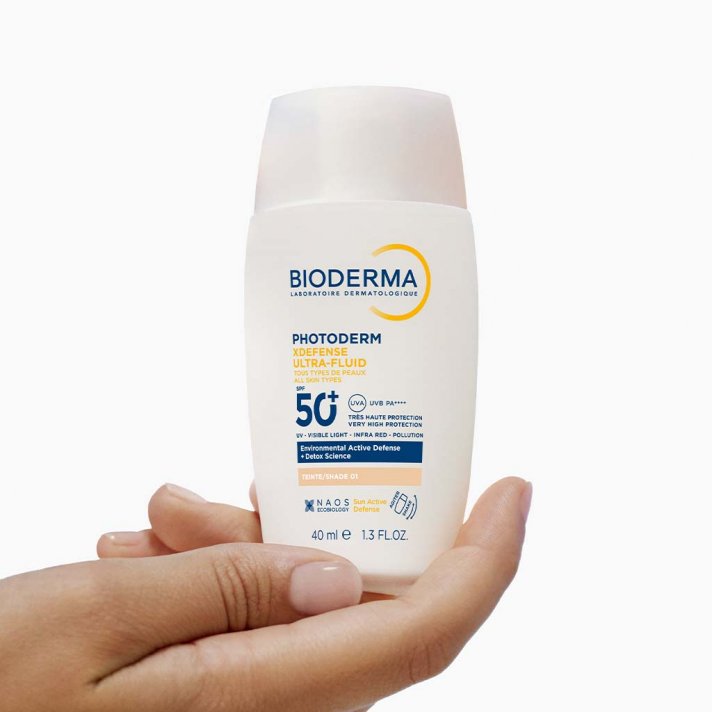 BIODERMA
LABORATOIRE DERMATOLOGIQUE
PHOTODERM
XDEFENSE
ULTRA-FLUID
TOUS TYPES DE PEAUX
ALL SKIN TYPES
SPF
50+
UVA UVB PA++++
TRÈS HAUTE PROTECTION
VERY HIGH PROTECTION
UV - VISIBLE LIGHT - INFRA RED - POLLUTION
Environmental Active Defense
+ Detox Science
TEINTE/SHADE 01
NAOS
ECOBIOLOGY
Sun Active
Defense
AGITER
SHAKE
40 ml e 1.3 FL.OZ.